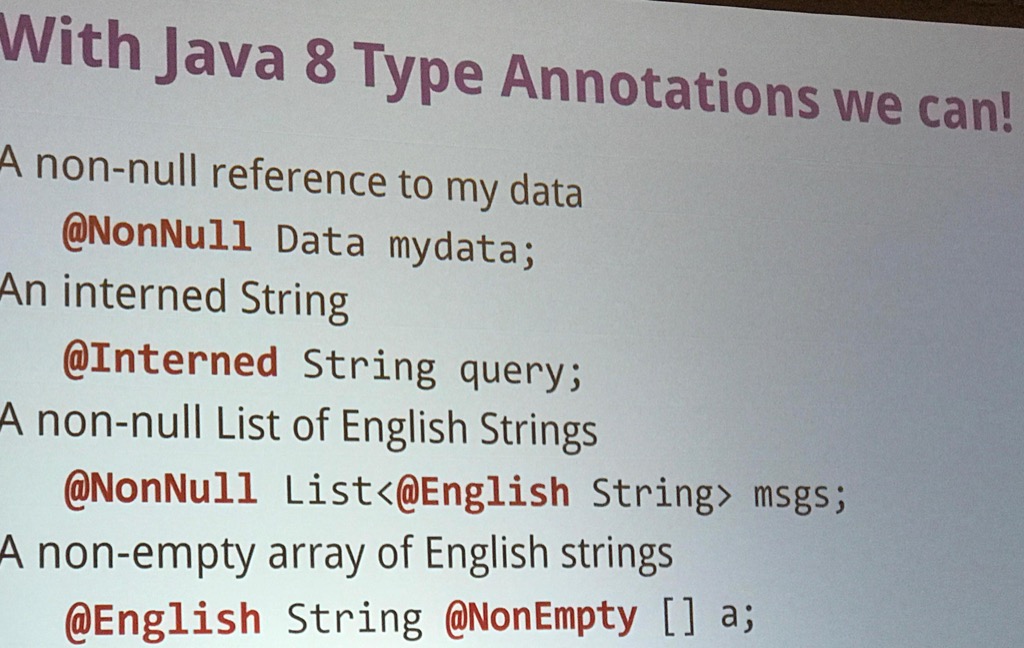 With Java 8 Type Annotations we can!
A non-null reference to my data
@NonNull Data mydata;
An interned String
@Interned String query;
A non-null List of English Strings
@NonNull List<@English String> msgs;
A non-empty array of English strings
@English String @NonEmpty [] a;